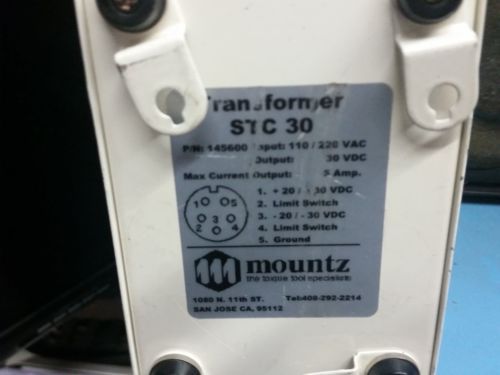 Transformer
STC 30
P/N: 145600 Input: 110 / 220 VAC
Output: 30 VDC
Max Current Output: 5 Amp.
1. + 20 / + 30 VDC
2. Limit Switch
3. - 20 / - 30 VDC
4. Limit Switch
5. Ground
1 5
3
2 4
mountz
the torque tool specialists
1080 N. 11th ST. Tel:408-292-2214
SAN JOSE CA, 95112